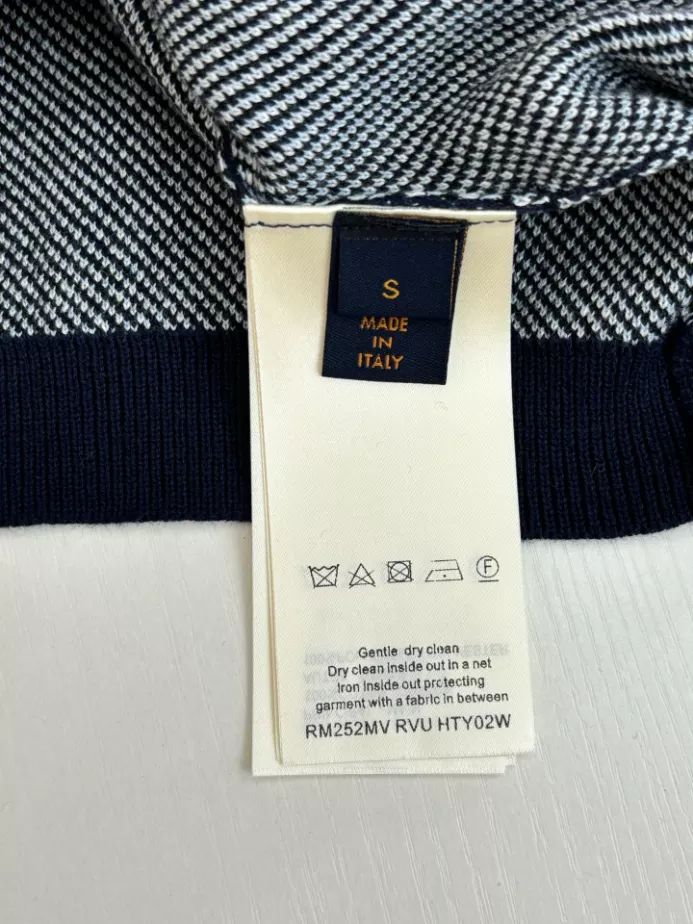 S
MADE
IN
ITALY
F
Gentle dry clean
Dry clean inside out in a net
Iron inside out protecting
garment with a fabric in between
RM252MV RVU HTY02W